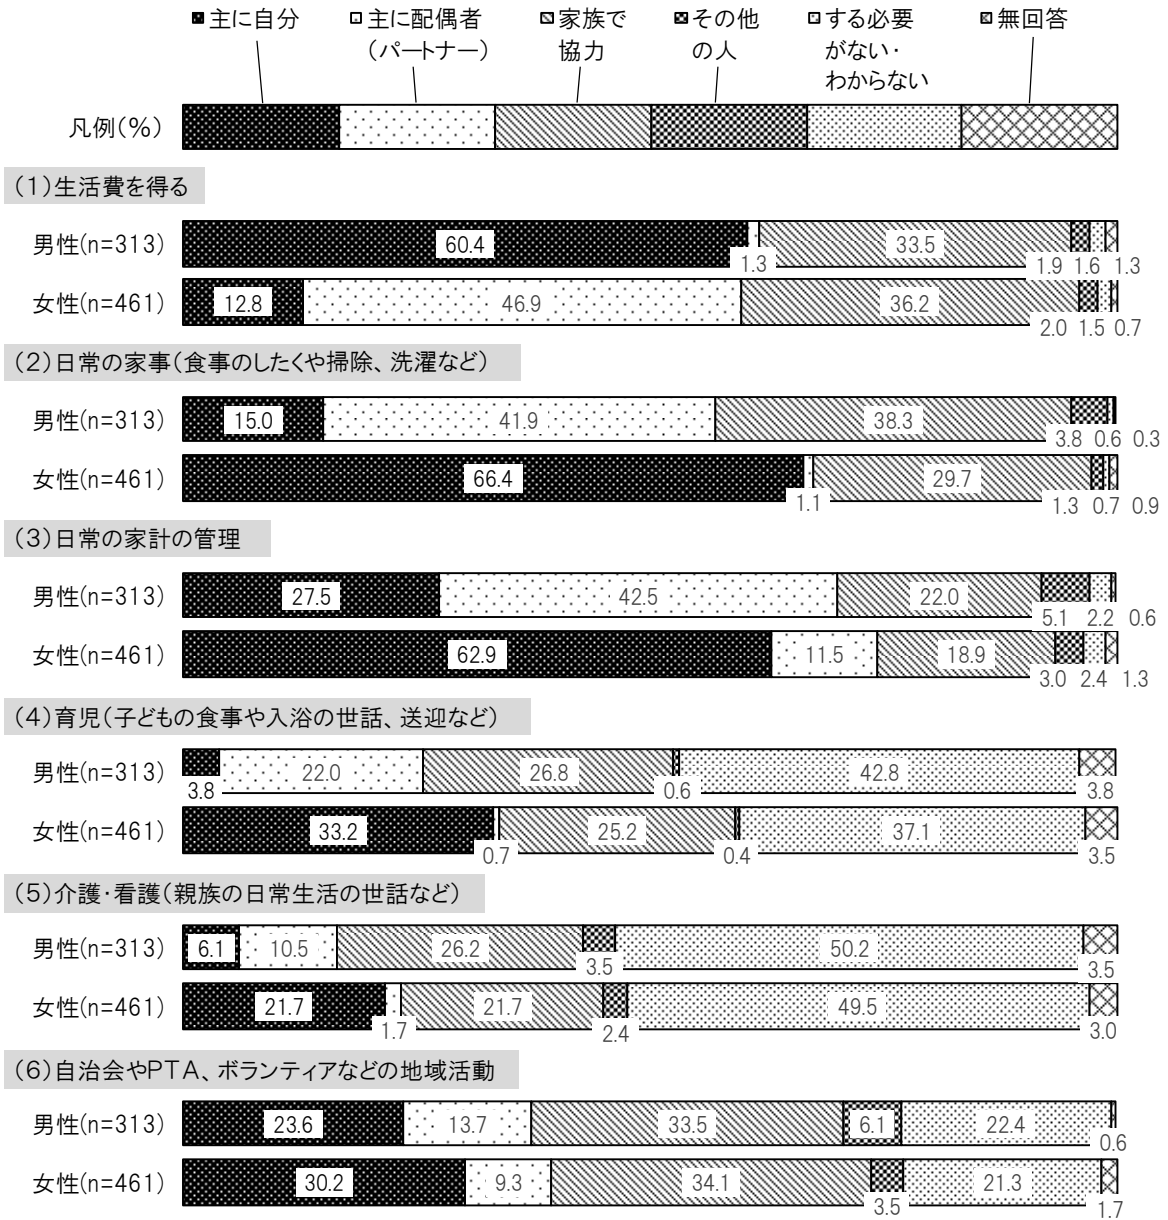 主に自分 主に配偶者 家族で その他 する必要 無回答
(パートナー) 協力 の人 がない・
わからない
凡例(%)
(1)生活費を得る
男性(n=313) 60.4 33.5
1.3 1.9 1.6 1.3
女性(n=461) 12.8 46.9 36.2
2.0 1.5 0.7
(2)日常の家事(食事のしたくや掃除、洗濯など)
男性(n=313) 15.0 41.9 38.3
3.8 0.6 0.3
女性(n=461) 66.4 29.7
1.1 1.3 0.7 0.9
(3)日常の家計の管理
男性(n=313) 27.5 42.5 22.0
5.1 2.2 0.6
女性(n=461) 62.9 11.5 18.9
3.0 2.4 1.3
(4)育児(子どもの食事や入浴の世話、送迎など)
男性(n=313) 22.0 26.8 42.8
3.8 0.6 3.8
女性(n=461) 33.2 25.2 37.1
0.7 0.4 3.5
(5)介護・看護(親族の日常生活の世話など)
男性(n=313) 6.1 10.5 26.2 50.2
3.5 3.5
女性(n=461) 21.7 21.7 49.5
1.7 2.4 3.0
(6)自治会やPTA、ボランティアなどの地域活動
男性(n=313) 23.6 13.7 33.5 6.1 22.4
0.6
女性(n=461) 30.2 9.3 34.1 21.3
3.5 1.7